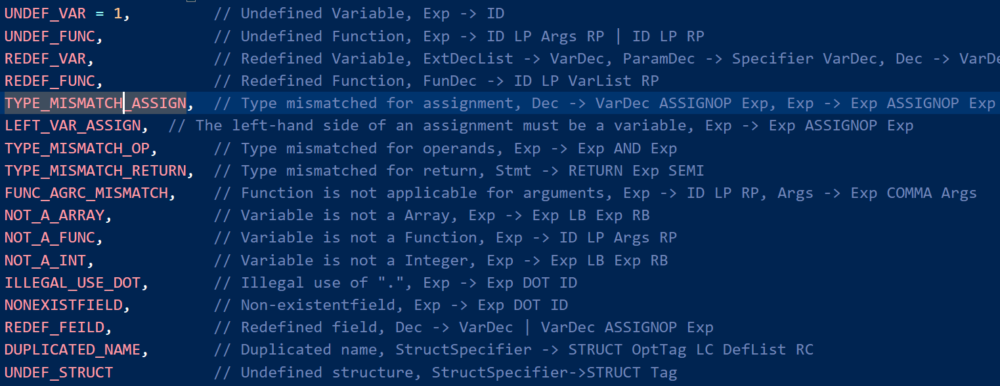 UNDEF_VAR = 1,         // Undefined Variable, Exp -> ID
UNDEF_FUNC,            // Undefined Function, Exp -> ID LP Args RP | ID LP RP
REDEF_VAR,             // Redefined Variable, ExtDecList -> VarDec, ParamDec -> Specifier VarDec, Dec ->
REDEF_FUNC,            // Redefined Function, FunDec -> ID LP VarList RP
TYPE_MISMATCH_ASSIGN,  // Type mismatched for assignment, Dec -> VarDec ASSIGNOP Exp, Exp -> Exp ASSIGNOP Exp
LEFT_VAR_ASSIGN,  // The left-hand side of an assignment must be a variable, Exp -> Exp ASSIGNOP Exp
TYPE_MISMATCH_OP,      // Type mismatched for operands, Exp -> Exp AND Exp
TYPE_MISMATCH_RETURN,  // Type mismatched for return, Stmt -> RETURN Exp SEMI
FUNC_AGRC_MISMATCH,    // Function is not applicable for arguments, Exp -> ID LP RP, Args -> Exp COMMA Args
NOT_A_ARRAY,           // Variable is not a Array, Exp -> Exp LB Exp RB
NOT_A_FUNC,            // Variable is not a Function, Exp -> ID LP Args RP
NOT_A_INT,             // Variable is not a Integer, Exp -> Exp LB Exp RB
ILLEGAL_USE_DOT,       // Illegal use of ".", Exp -> Exp DOT ID
NONEXISTFIELD,         // Non-existentfield, Exp -> Exp DOT ID
REDEF_FEILD,           // Redefined field, Dec -> VarDec | VarDec ASSIGNOP Exp
DUPLICATED_NAME,       // Duplicated name, StructSpecifier -> STRUCT OptTag LC DefList RC
UNDEF_STRUCT           // Undefined structure, StructSpecifier->STRUCT Tag